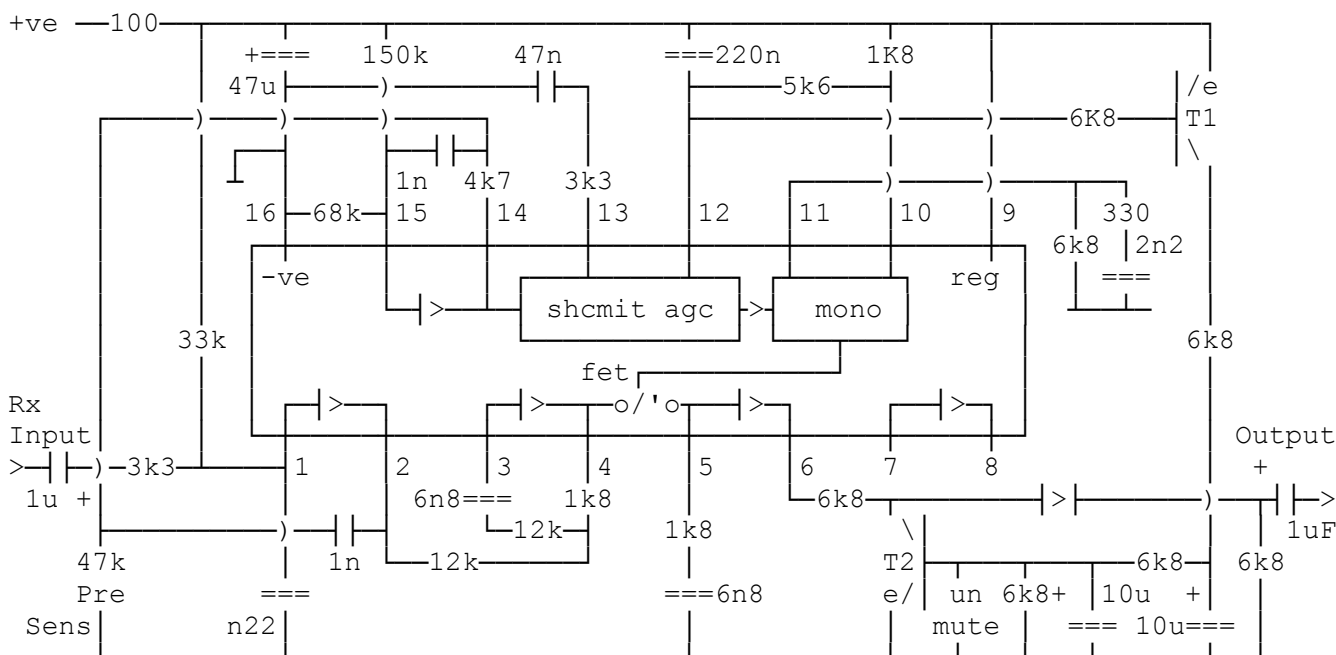 +ve 100
+=== 150k 47n ===220n 1K8
47u ) 5k6 /e
) ) ) ) ) 6K8 T1
\
1n 4k7 3k3 ) )
16 68k 15 14 13 12 11 10 9 330
6k8 2n2
-ve reg ===
> shcmit agc > mono
33k 6k8
fet
Rx > > o/'o > >
Input Output
> ) 3k3 1 2 3 4 5 6 7 8 +
1u + 6n8=== 1k8 6k8 > ) >
) 12k 1k8 \ 1uF
47k 1n 12k T2 6k8 6k8
Pre === ===6n8 e/ un 6k8+ 10u +
Sens n22 mute === 10u===